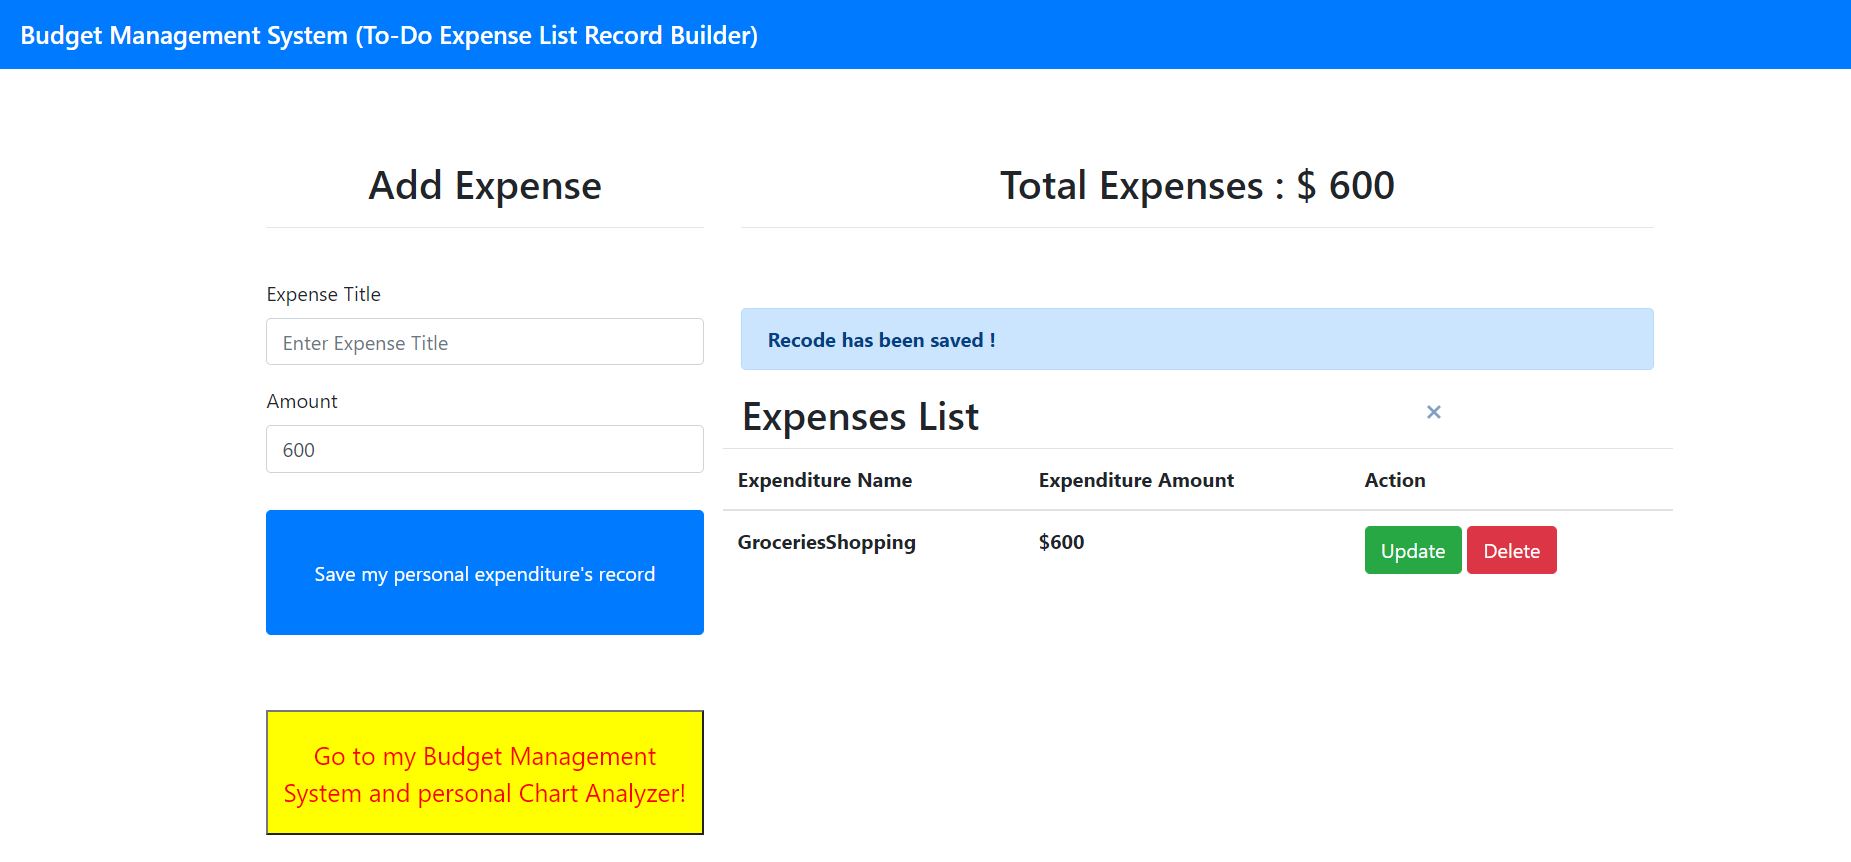 Budget Management System (To-Do Expense List Record Builder)
Add Expense
Expense Title
Enter Expense Title
Amount
600
Save my personal expenditure's record
Go to my Budget Management
System and personal Chart Analyzer!
Total Expenses : $ 600
Recode has been saved !
Expenses List ×
Expenditure Name Expenditure Amount Action
GroceriesShopping $600 Update Delete